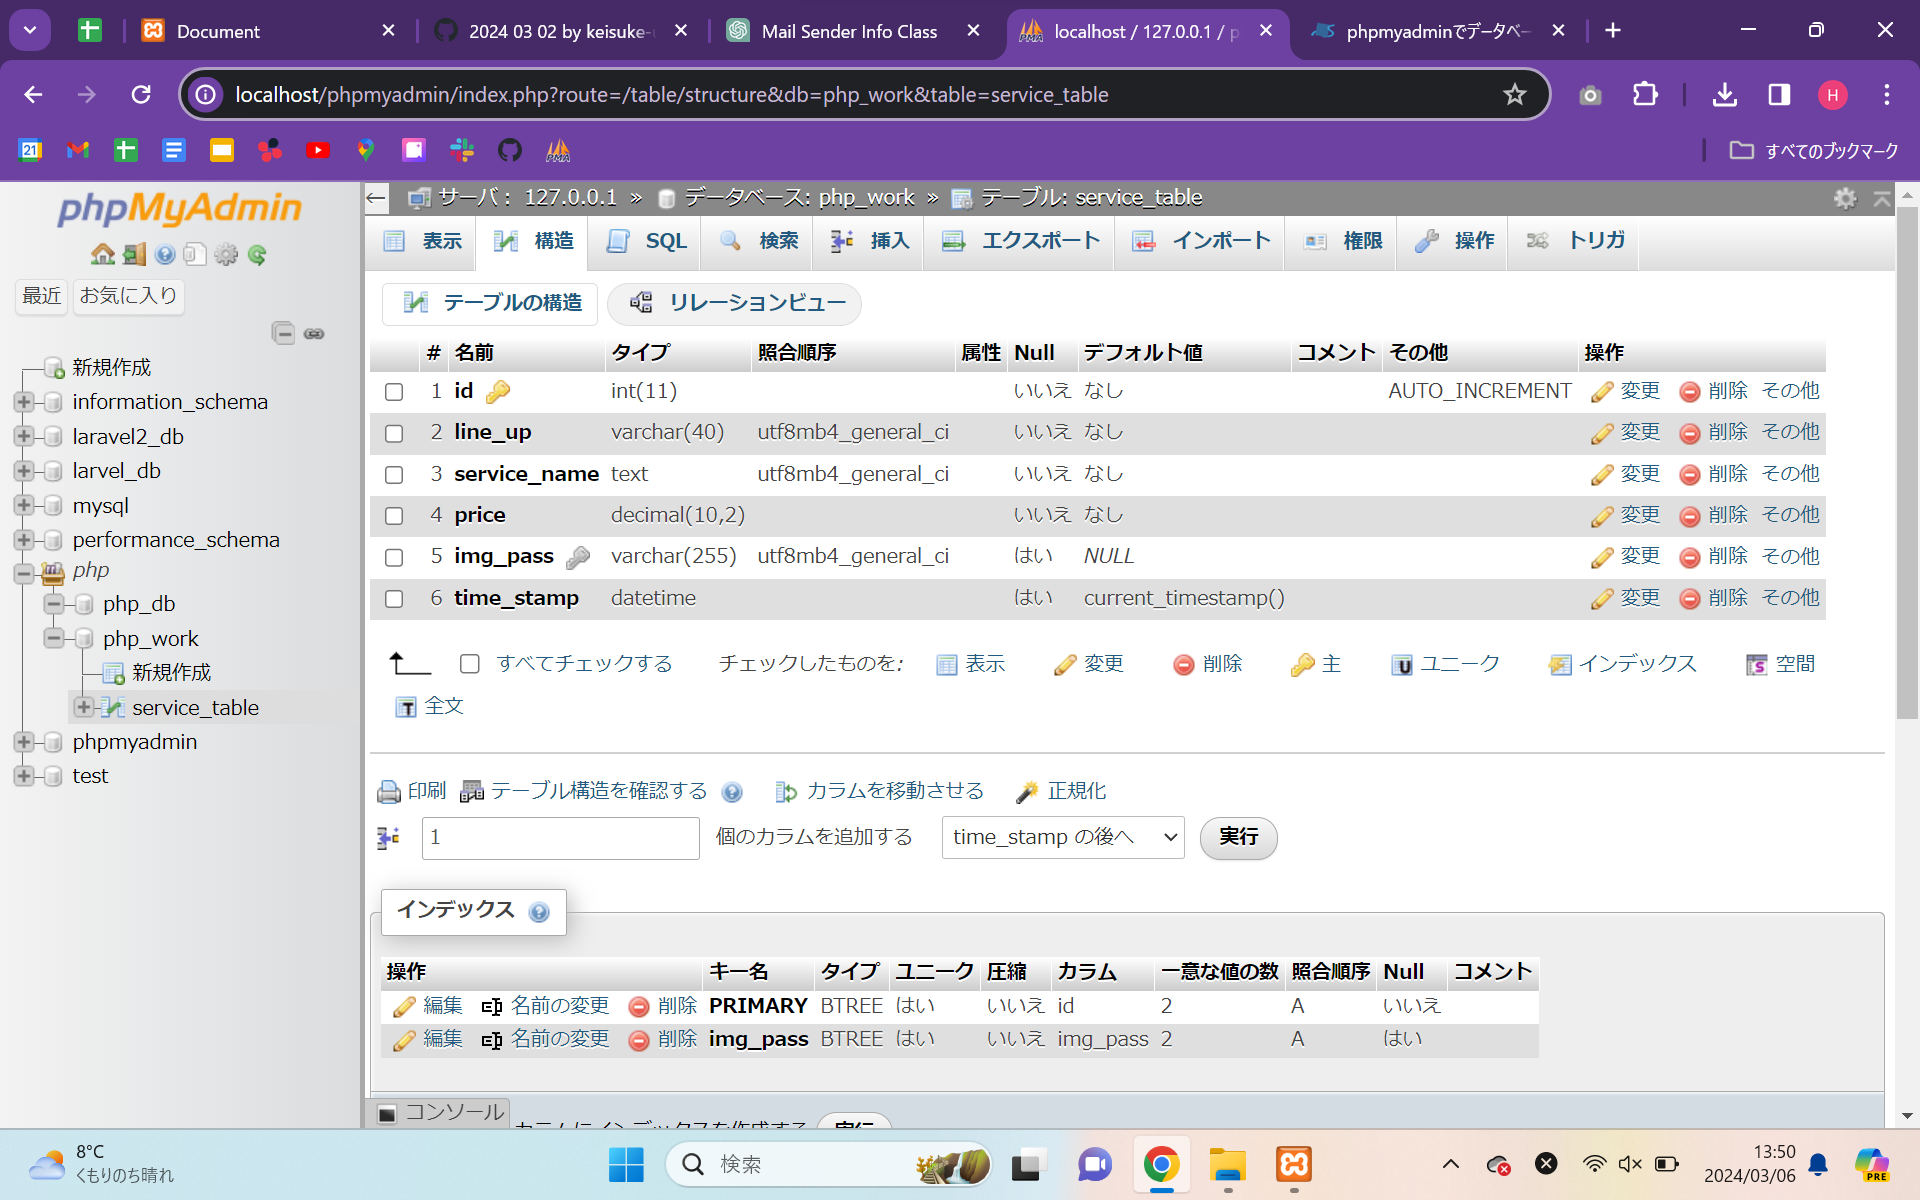 Document
2024 03 02 by keisuke-
Mail Sender Info Class
localhost / 127.0.0.1 / p
phpmyadminでデータベー
localhost/phpmyadmin/index.php?route=/table/structure&db=php_work&table=service_table
H
21
PMA
すべてのブックマーク
phpMyAdmin
最近 お気に入り
新規作成
information_schema
laravel2_db
larvel_db
mysql
performance_schema
php
php_db
php_work
新規作成
service_table
phpmyadmin
test
サーバ: 127.0.0.1 » データベース: php_work » テーブル: service_table
表示 構造 SQL 検索 挿入 エクスポート インポート 権限 操作 トリガ
テーブルの構造 リレーションビュー
# 名前 タイプ 照合順序 属性 Null デフォルト値 コメント その他 操作
1 id int(11) いいえ なし AUTO_INCREMENT 変更 削除 その他
2 line_up varchar(40) utf8mb4_general_ci いいえ なし 変更 削除 その他
3 service_name text utf8mb4_general_ci いいえ なし 変更 削除 その他
4 price decimal(10,2) いいえ なし 変更 削除 その他
5 img_pass varchar(255) utf8mb4_general_ci はい NULL 変更 削除 その他
6 time_stamp datetime はい current_timestamp() 変更 削除 その他
すべてチェックする チェックしたものを: 表示 変更 削除 主 ユニーク インデックス 空間
全文
印刷 テーブル構造を確認する カラムを移動させる 正規化
1 個のカラムを追加する time_stamp の後へ 実行
インデックス
操作 キー名 タイプ ユニーク 圧縮 カラム 一意な値の数 照合順序 Null コメント
編集 名前の変更 削除 PRIMARY BTREE はい いいえ id 2 A いいえ
編集 名前の変更 削除 img_pass BTREE はい いいえ img_pass 2 A はい
コンソール
カラムにインデックスを作成する 実行
8°C
くもりのち晴れ
検索
13:50
2024/03/06
PRE